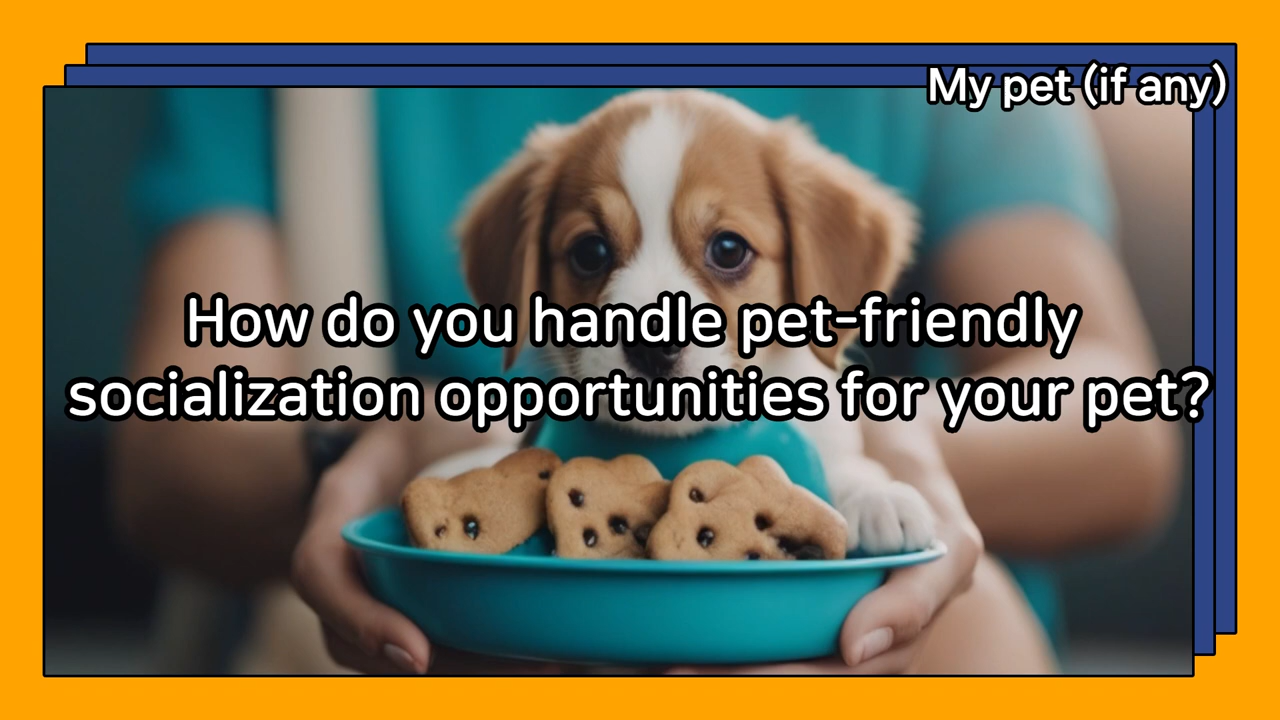 My pet (if any)
How do you handle pet-friendly
socialization opportunities for your pet?